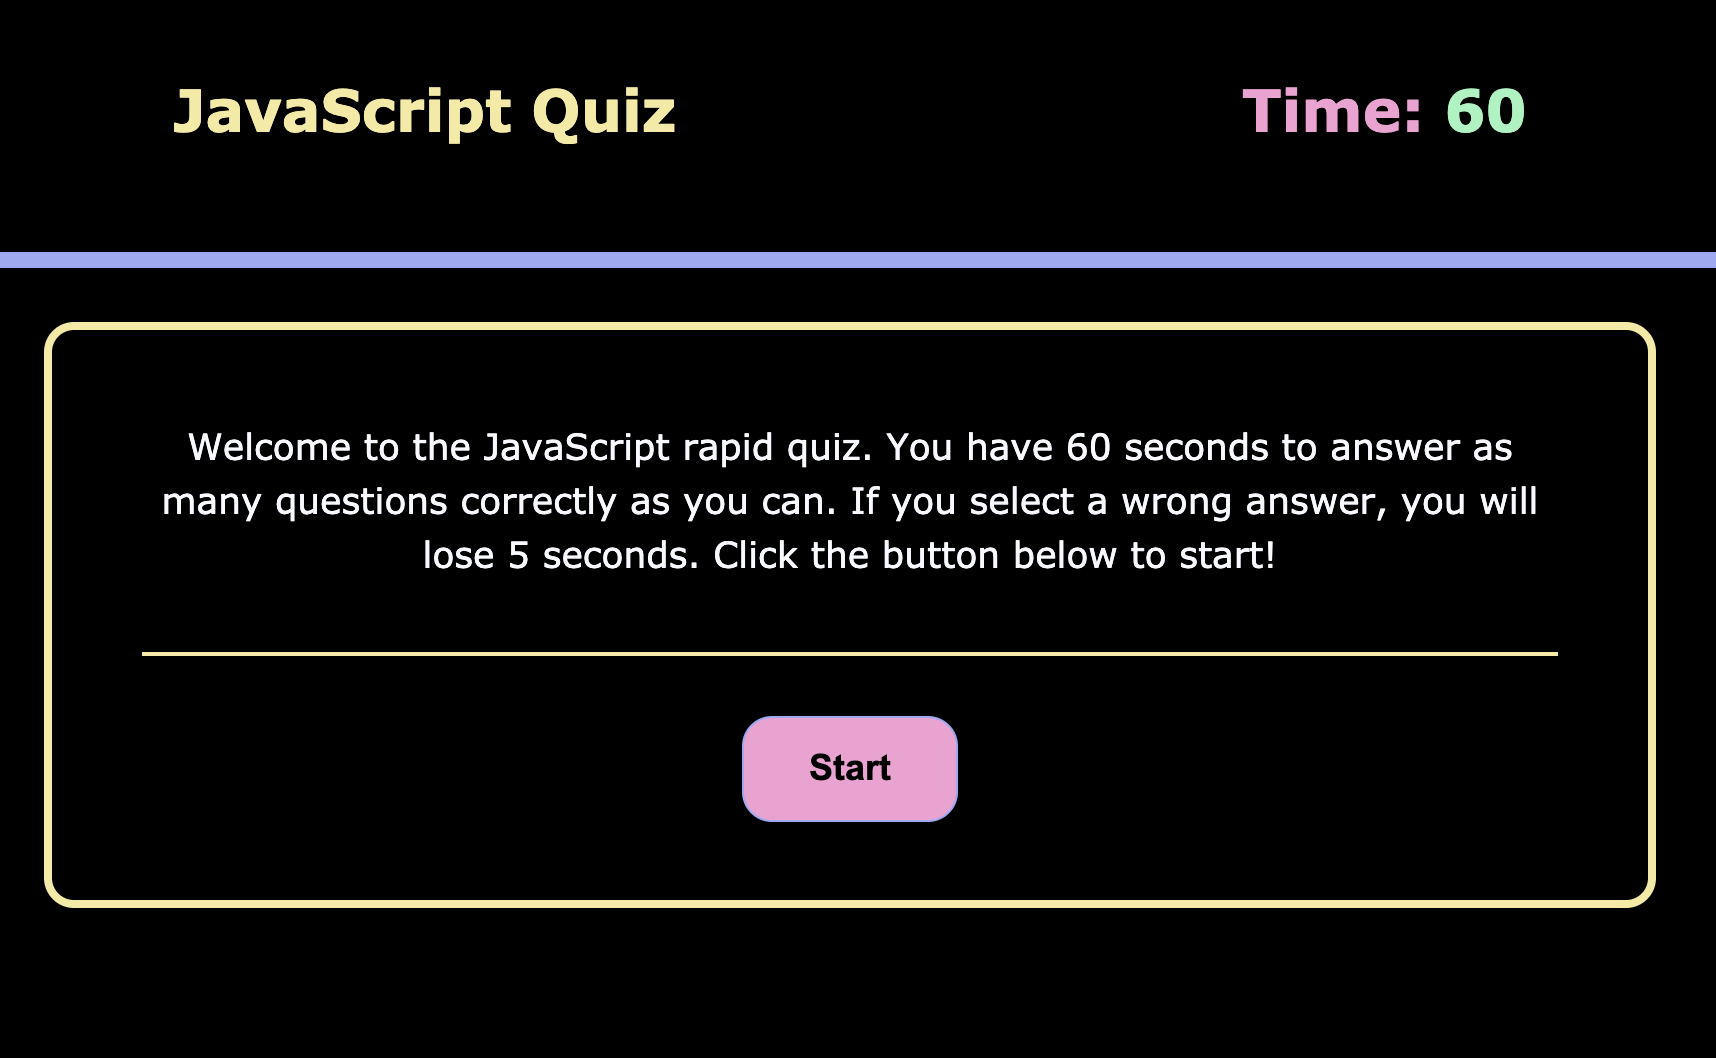 JavaScript Quiz
Time: 60
Welcome to the JavaScript rapid quiz. You have 60 seconds to answer as
many questions correctly as you can. If you select a wrong answer, you will
lose 5 seconds. Click the button below to start!
Start